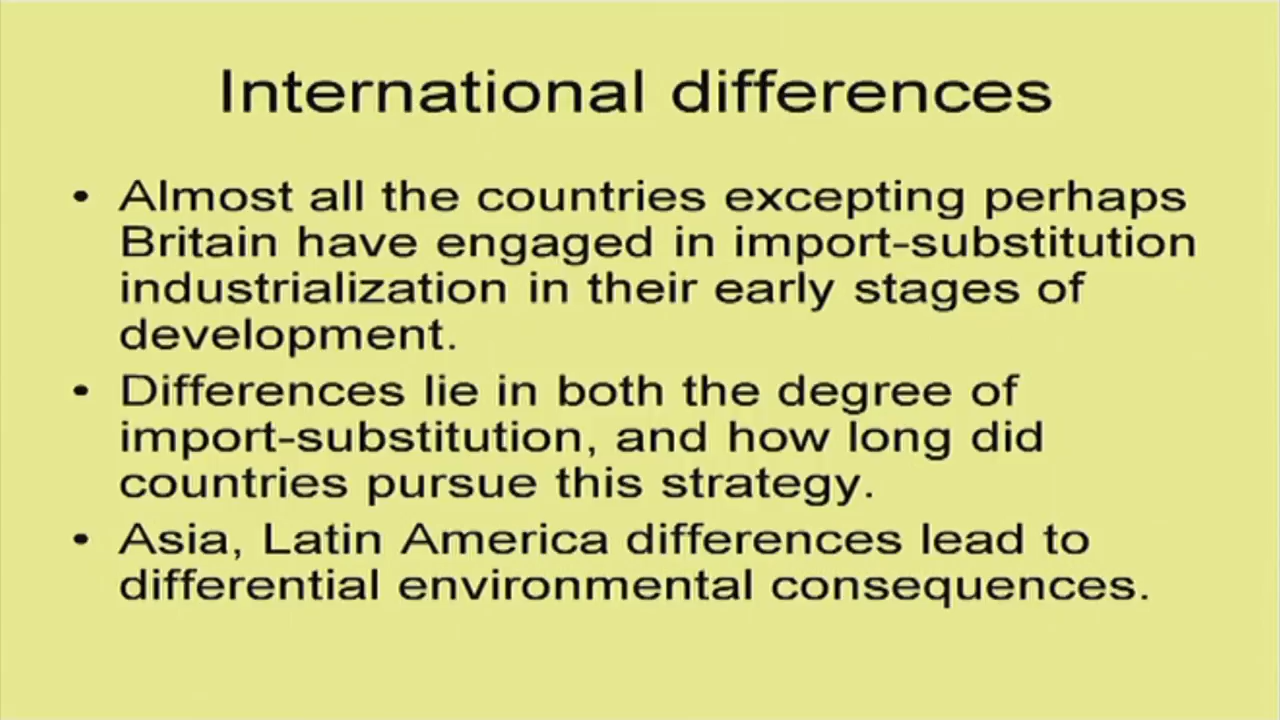 International differences
• Almost all the countries excepting perhaps
Britain have engaged in import-substitution
industrialization in their early stages of
development.
• Differences lie in both the degree of
import-substitution, and how long did
countries pursue this strategy.
• Asia, Latin America differences lead to
differential environmental consequences.